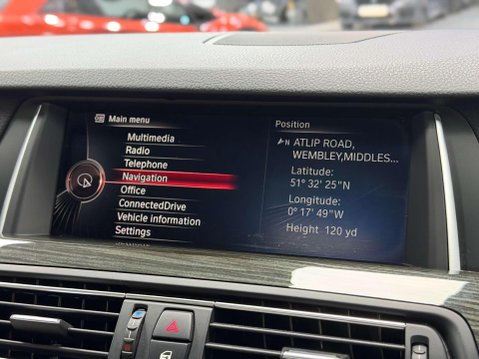 Main menu
Multimedia
Radio
Telephone
Navigation
Office
ConnectedDrive
Vehicle information
Settings
Position
N ATLIP ROAD,
WEMBLEY,MIDDLES...
Latitude:
51° 32' 25"N
Longitude:
0° 17' 49"W
Height 120 yd